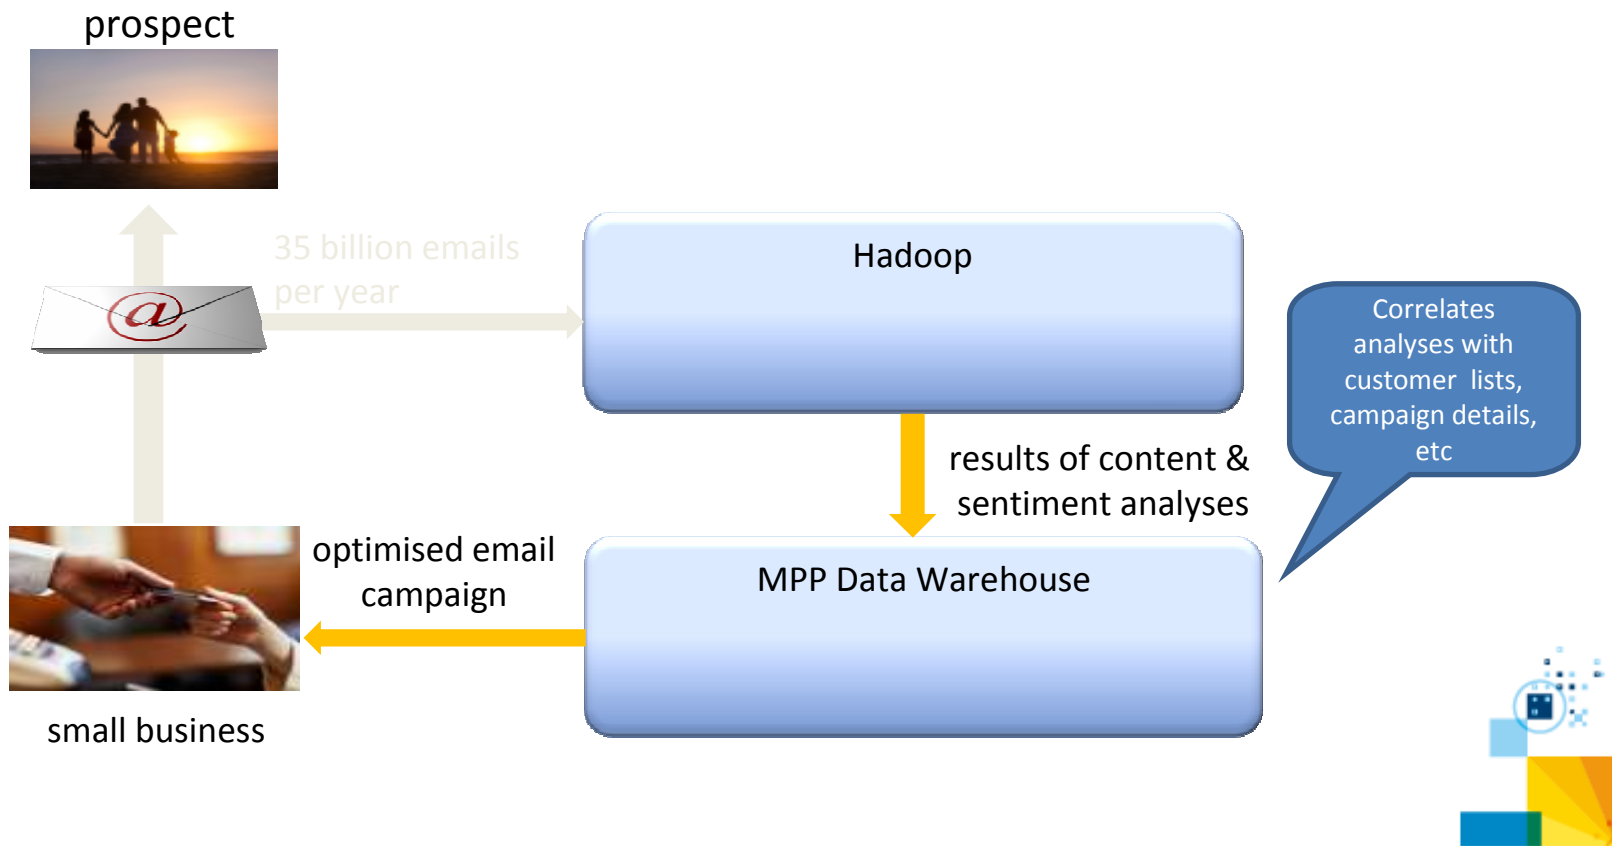 prospect
35 billion emails
per year
Hadoop
Correlates
analyses with
customer lists,
campaign details,
etc
results of content &
sentiment analyses
optimised email
campaign
MPP Data Warehouse
small business
@